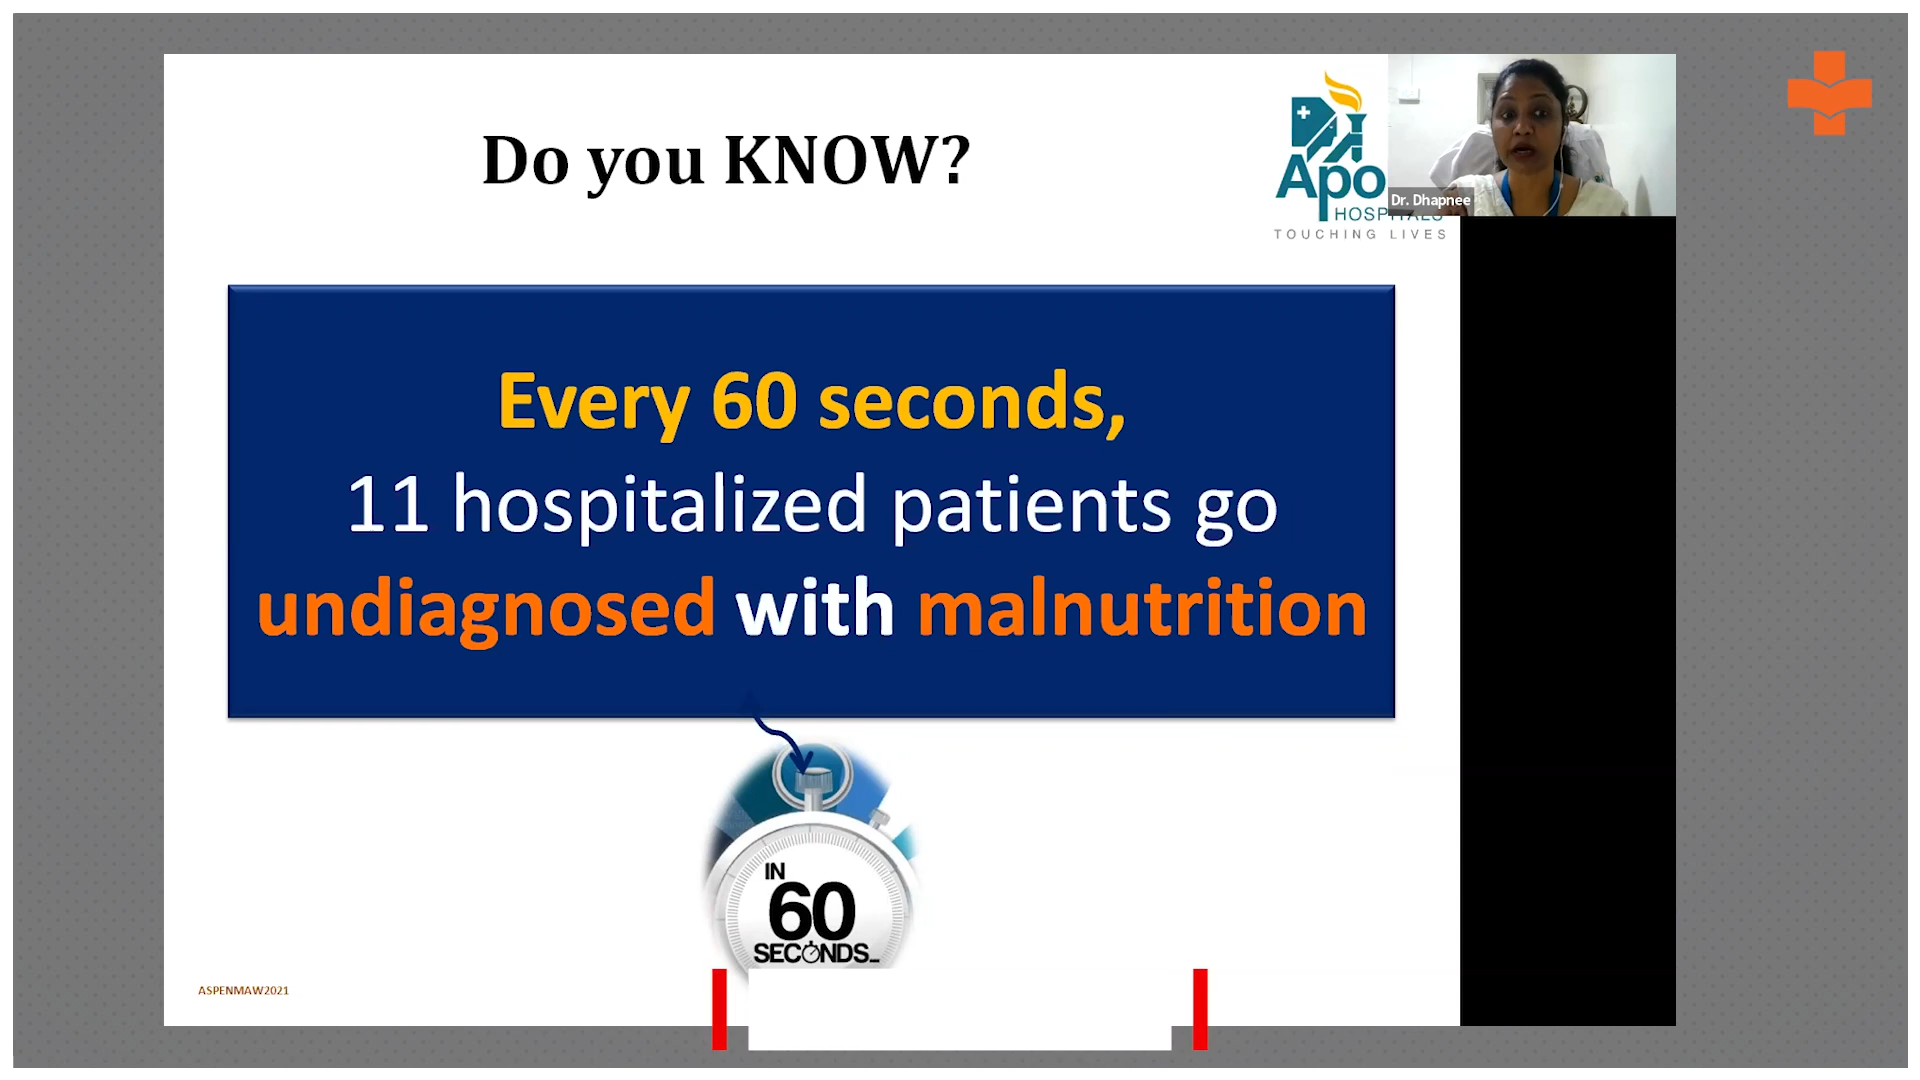 Do you KNOW?
Apo
HOSPITALS
TOUCHING LIVES
Dr. Dhapnee
Every 60 seconds,
11 hospitalized patients go
undiagnosed with malnutrition
IN
60
SECONDS...
ASPENMAW2021